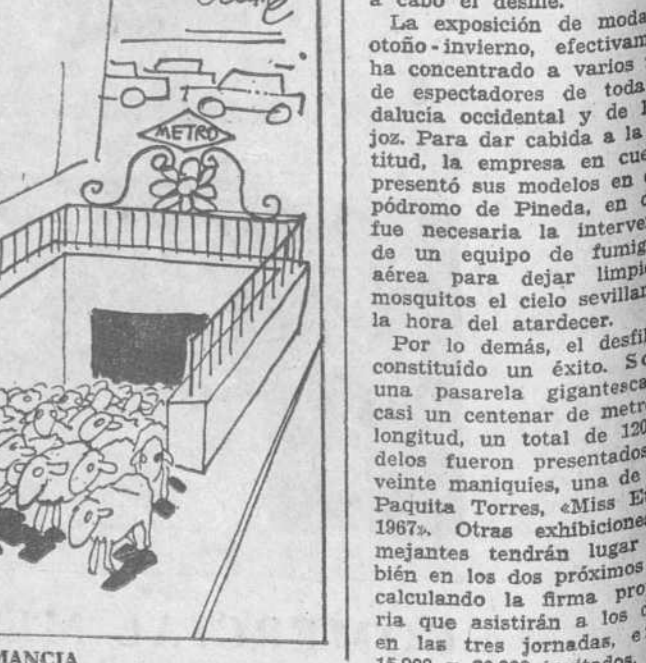 METRO
MANCIA
a cabo el desfile.
La exposición de moda
otoño-invierno, efectivam
ha concentrado a varios
de espectadores de toda
dalucía occidental y de
joz. Para dar cabida a la
titud, la empresa en cue
presentó sus modelos en
pódromo de Pineda, en
fue necesaria la interve
de un equipo de fumig
aérea para dejar limpi
mosquitos el cielo sevillan
la hora del atardecer.
Por lo demás, el desfil
constituído un éxito. So
una pasarela gigantesca
casi un centenar de metr
longitud, un total de 120
delos fueron presentados
veinte maniquíes, una de
Paquita Torres, «Miss E
1967». Otras exhibiciones
mejantes tendrán lugar
bién en los dos próximos
calculando la firma pro
ria que asistirán a los
en las tres jornadas,